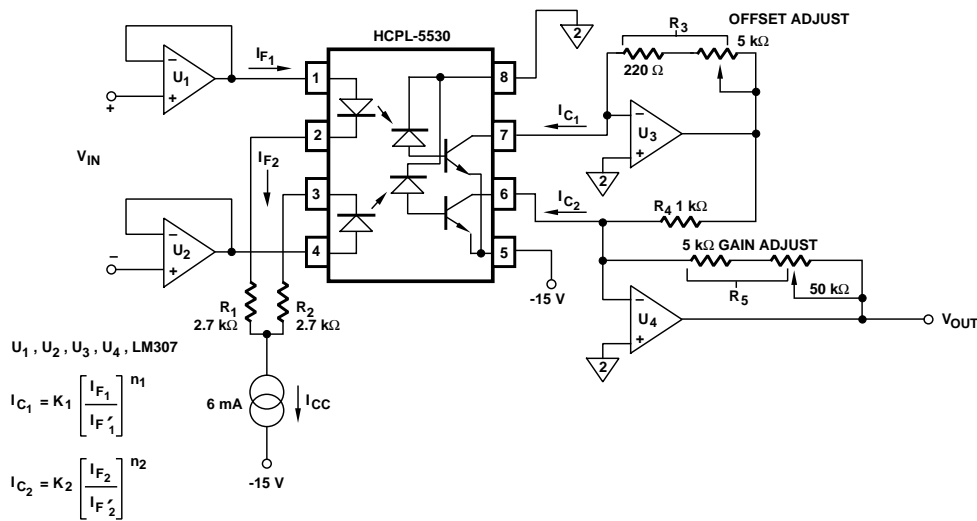 HCPL-5530
OFFSET ADJUST
R3
5 kΩ
220 Ω
2
U1
−
+
IF1
1
8
2
7
3
6
4
5
IC1
IC2
−
U3
+
2
VIN
IF2
R4 1 kΩ
−
U2
+
−
5 kΩ GAIN ADJUST
R5
50 kΩ
-15 V
R1
2.7 kΩ
R2
2.7 kΩ
−
U4
+
2
VOUT
U1 , U2 , U3 , U4 , LM307
IC1 = K1 [ IF1 / IF′1 ] n1
6 mA
ICC
-15 V
IC2 = K2 [ IF2 / IF′2 ] n2